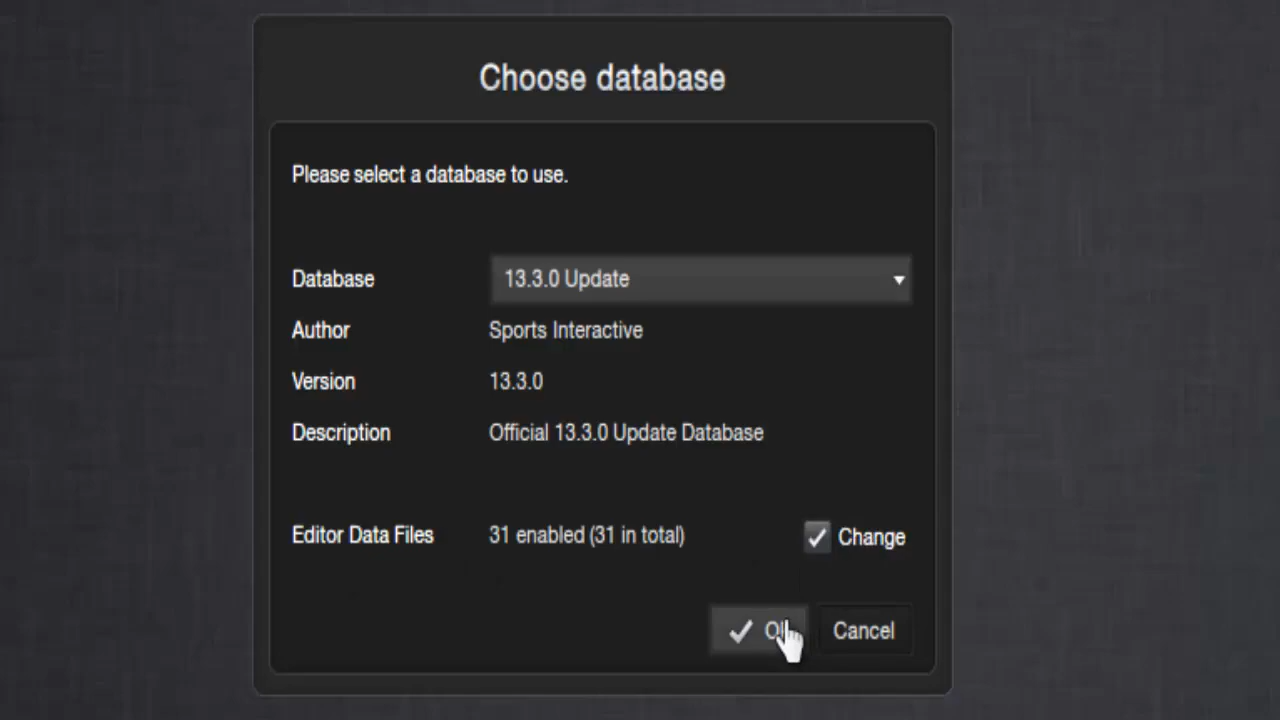 Choose database
Please select a database to use.
Database 13.3.0 Update
Author Sports Interactive
Version 13.3.0
Description Official 13.3.0 Update Database
Editor Data Files 31 enabled (31 in total) Change
Cancel